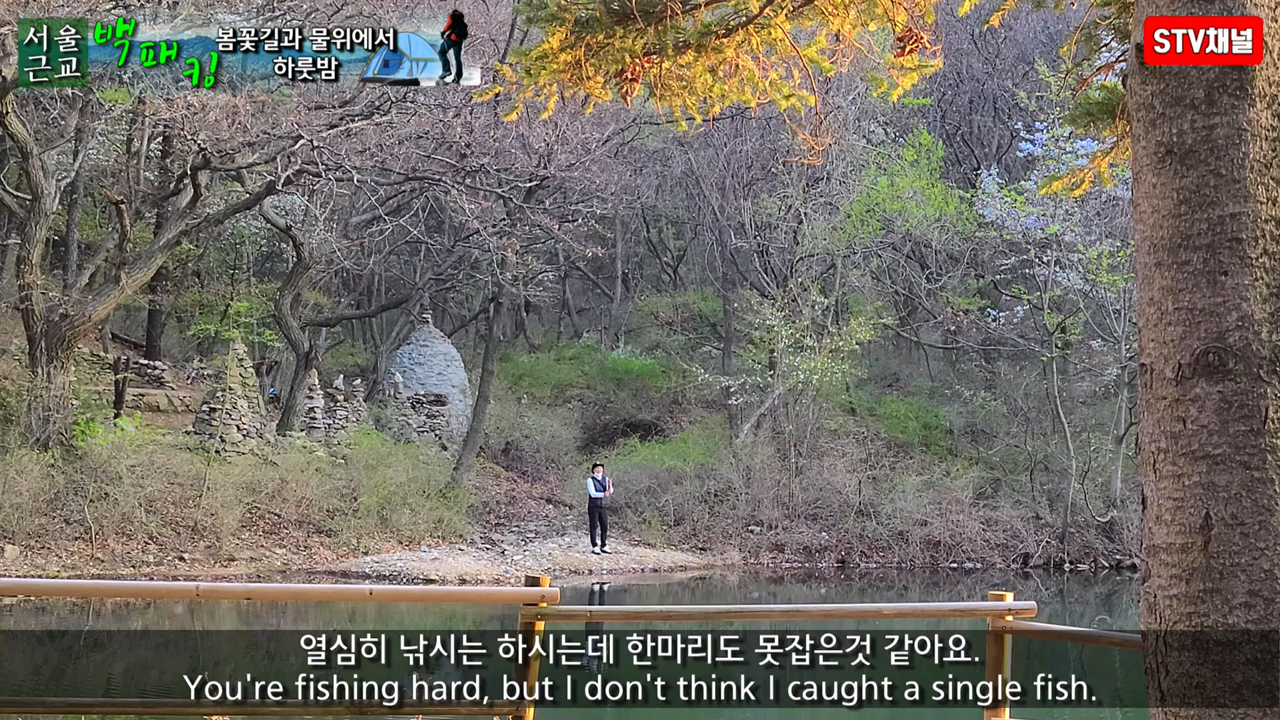 서울
근교
백패킹
봄꽃길과 물위에서
하룻밤
STV채널
열심히 낚시는 하시는데 한마리도 못잡은것 같아요.
You're fishing hard, but I don't think I caught a single fish.